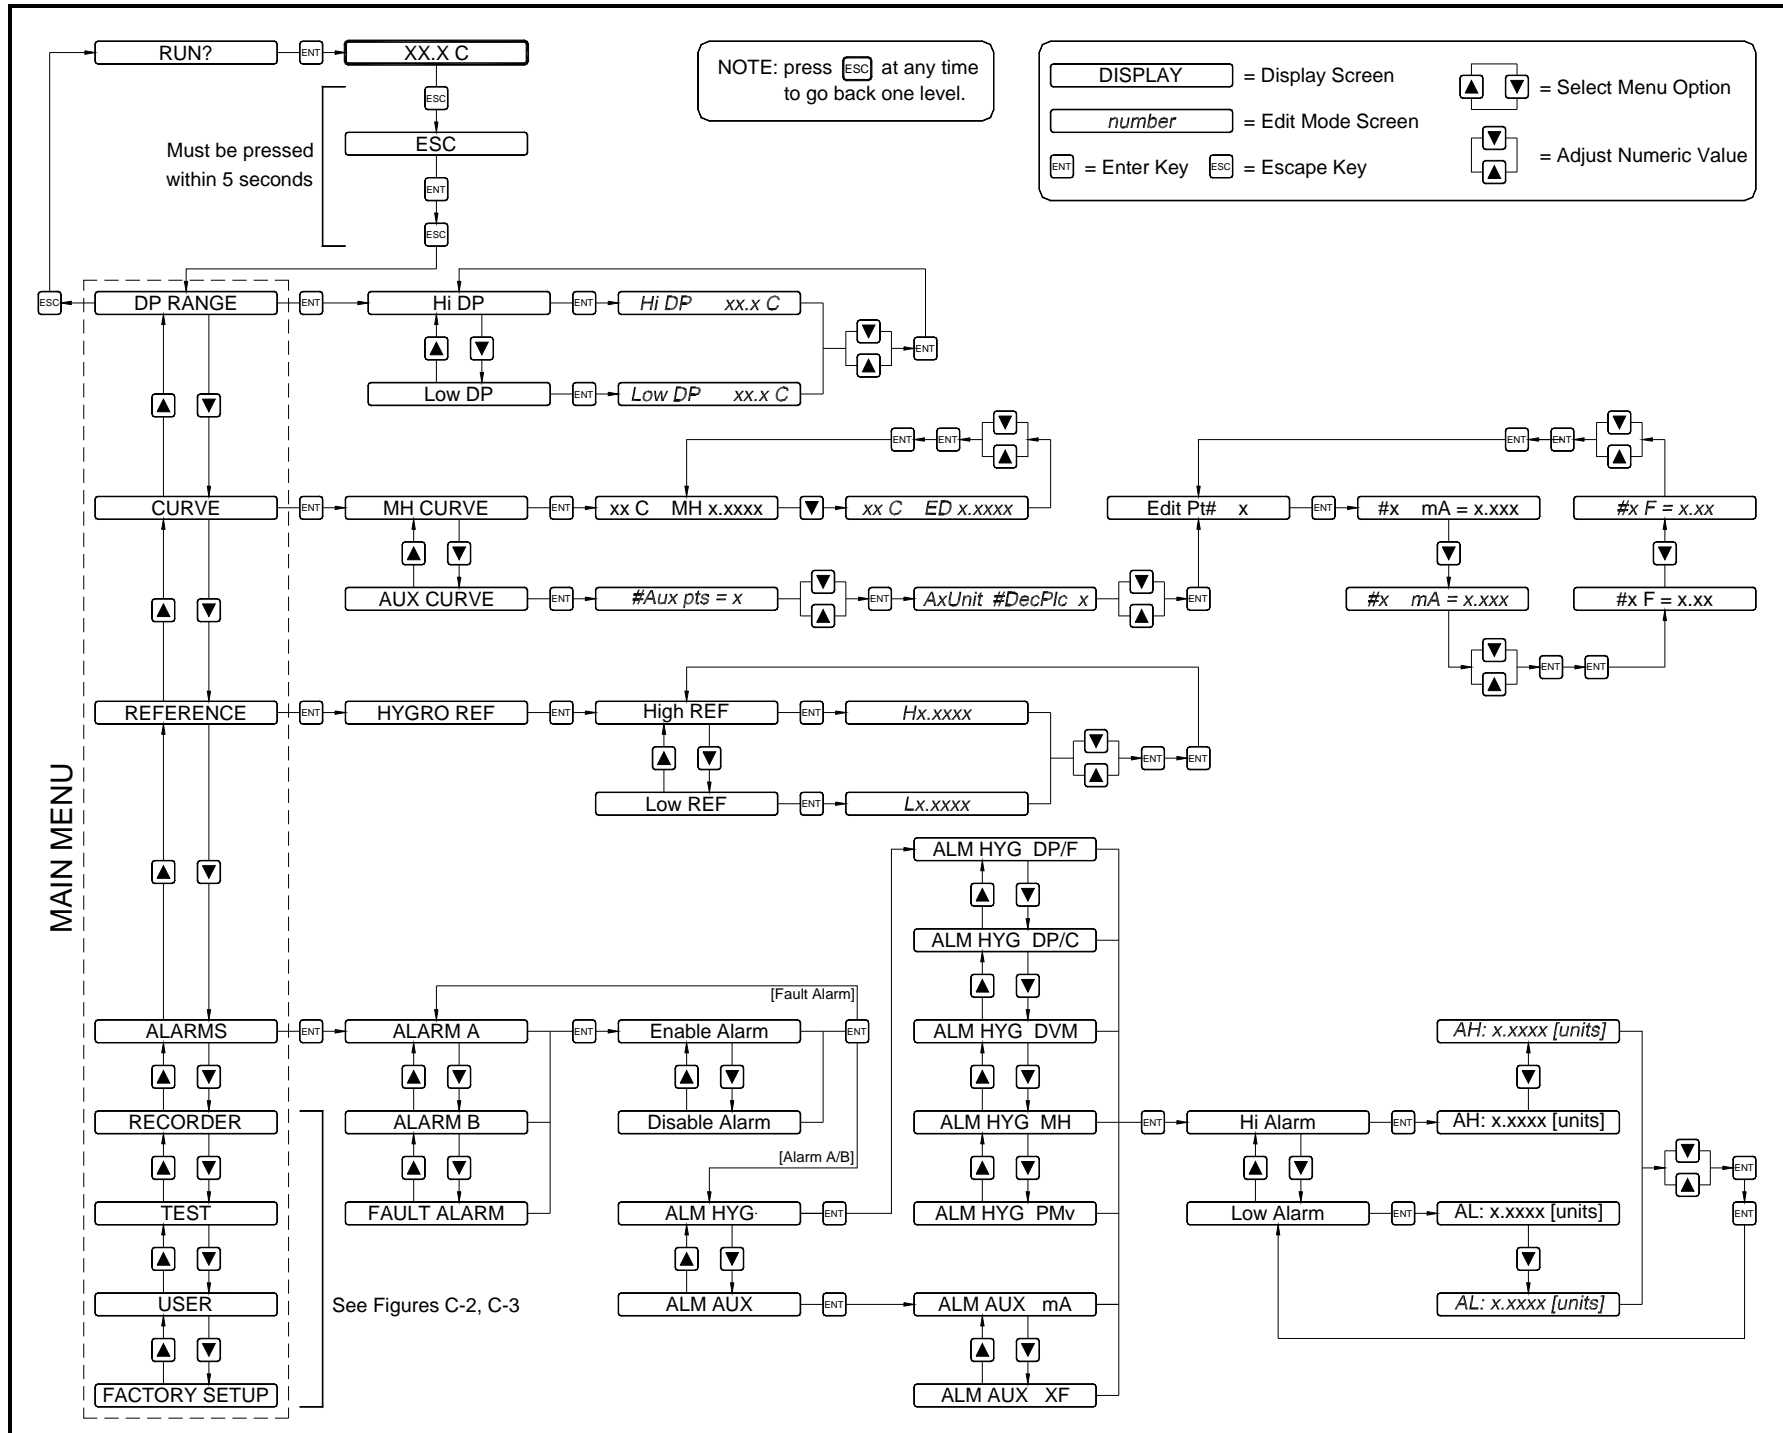 RUN?
ENT
XX.X C
NOTE: press ESC at any time
to go back one level.
DISPLAY = Display Screen
= Select Menu Option
number = Edit Mode Screen
ENT = Enter Key ESC = Escape Key
= Adjust Numeric Value
ESC
ESC
ENT
ESC
Must be pressed
within 5 seconds
MAIN MENU
ESC
DP RANGE
ENT
Hi DP
ENT
Hi DP xx.x C
ENT
Low DP
ENT
Low DP xx.x C
ENT ENT
ENT ENT
CURVE
ENT
MH CURVE
ENT
xx C MH x.xxxx
xx C ED x.xxxx
Edit Pt# x
ENT
#x mA = x.xxx
#x F = x.xx
AUX CURVE
ENT
#Aux pts = x
ENT
AxUnit #DecPlc x
ENT
#x mA = x.xxx
#x F = x.xx
ENT ENT
REFERENCE
ENT
HYGRO REF
ENT
High REF
ENT
Hx.xxxx
ENT ENT
Low REF
ENT
Lx.xxxx
ALM HYG DP/F
ALM HYG DP/C
[Fault Alarm]
ALARMS
ENT
ALARM A
ENT
Enable Alarm
ENT
ALM HYG DVM
AH: x.xxxx [units]
RECORDER
ALARM B
Disable Alarm
ALM HYG MH
ENT
Hi Alarm
ENT
AH: x.xxxx [units]
[Alarm A/B]
ENT
TEST
FAULT ALARM
ALM HYG
ENT
ALM HYG PMv
Low Alarm
ENT
AL: x.xxxx [units]
ENT
USER
See Figures C-2, C-3
ALM AUX
ENT
ALM AUX mA
AL: x.xxxx [units]
FACTORY SETUP
ALM AUX XF